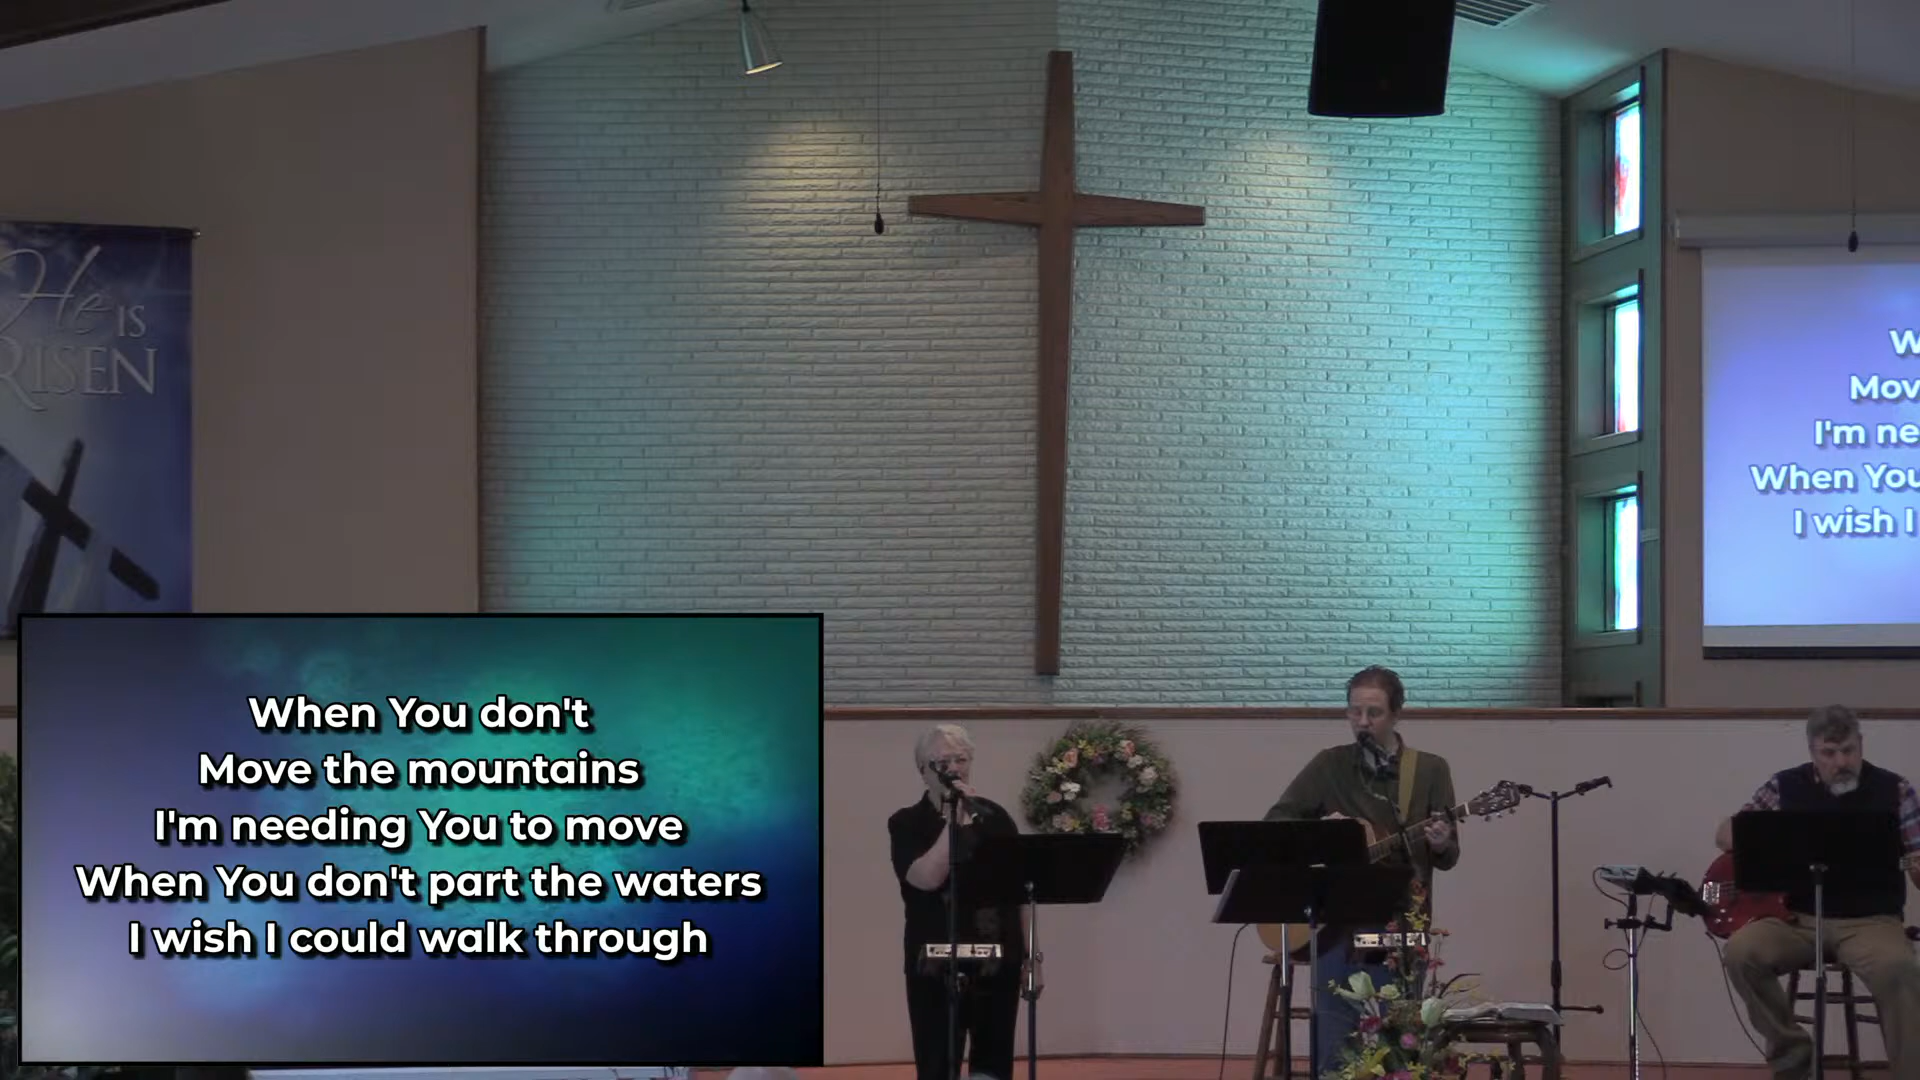 He IS
RISEN
When You don't
Move the mountains
I'm needing You to move
When You don't part the waters
I wish I could walk through
W
Mov
I'm ne
When You
I wish I